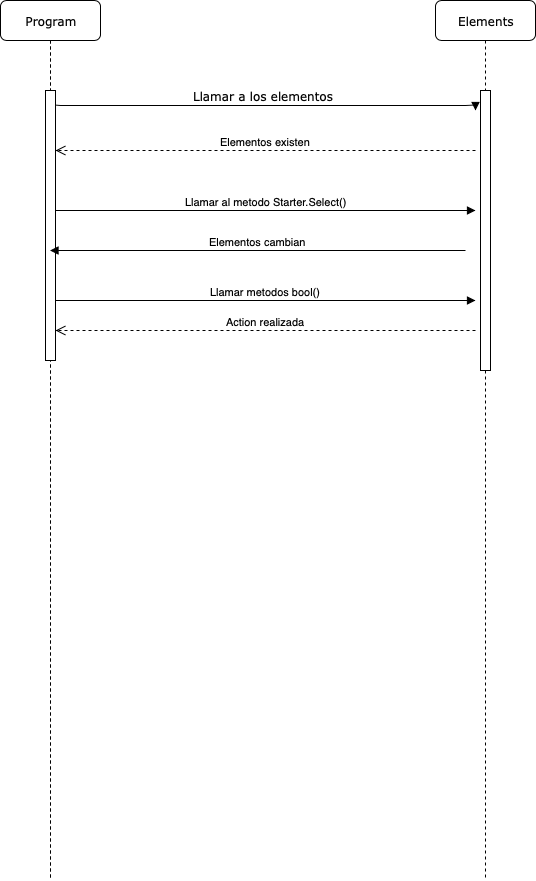 Program
Elements
Llamar a los elementos
Elementos existen
Llamar al metodo Starter.Select()
Elementos cambian
Llamar metodos bool()
Action realizada